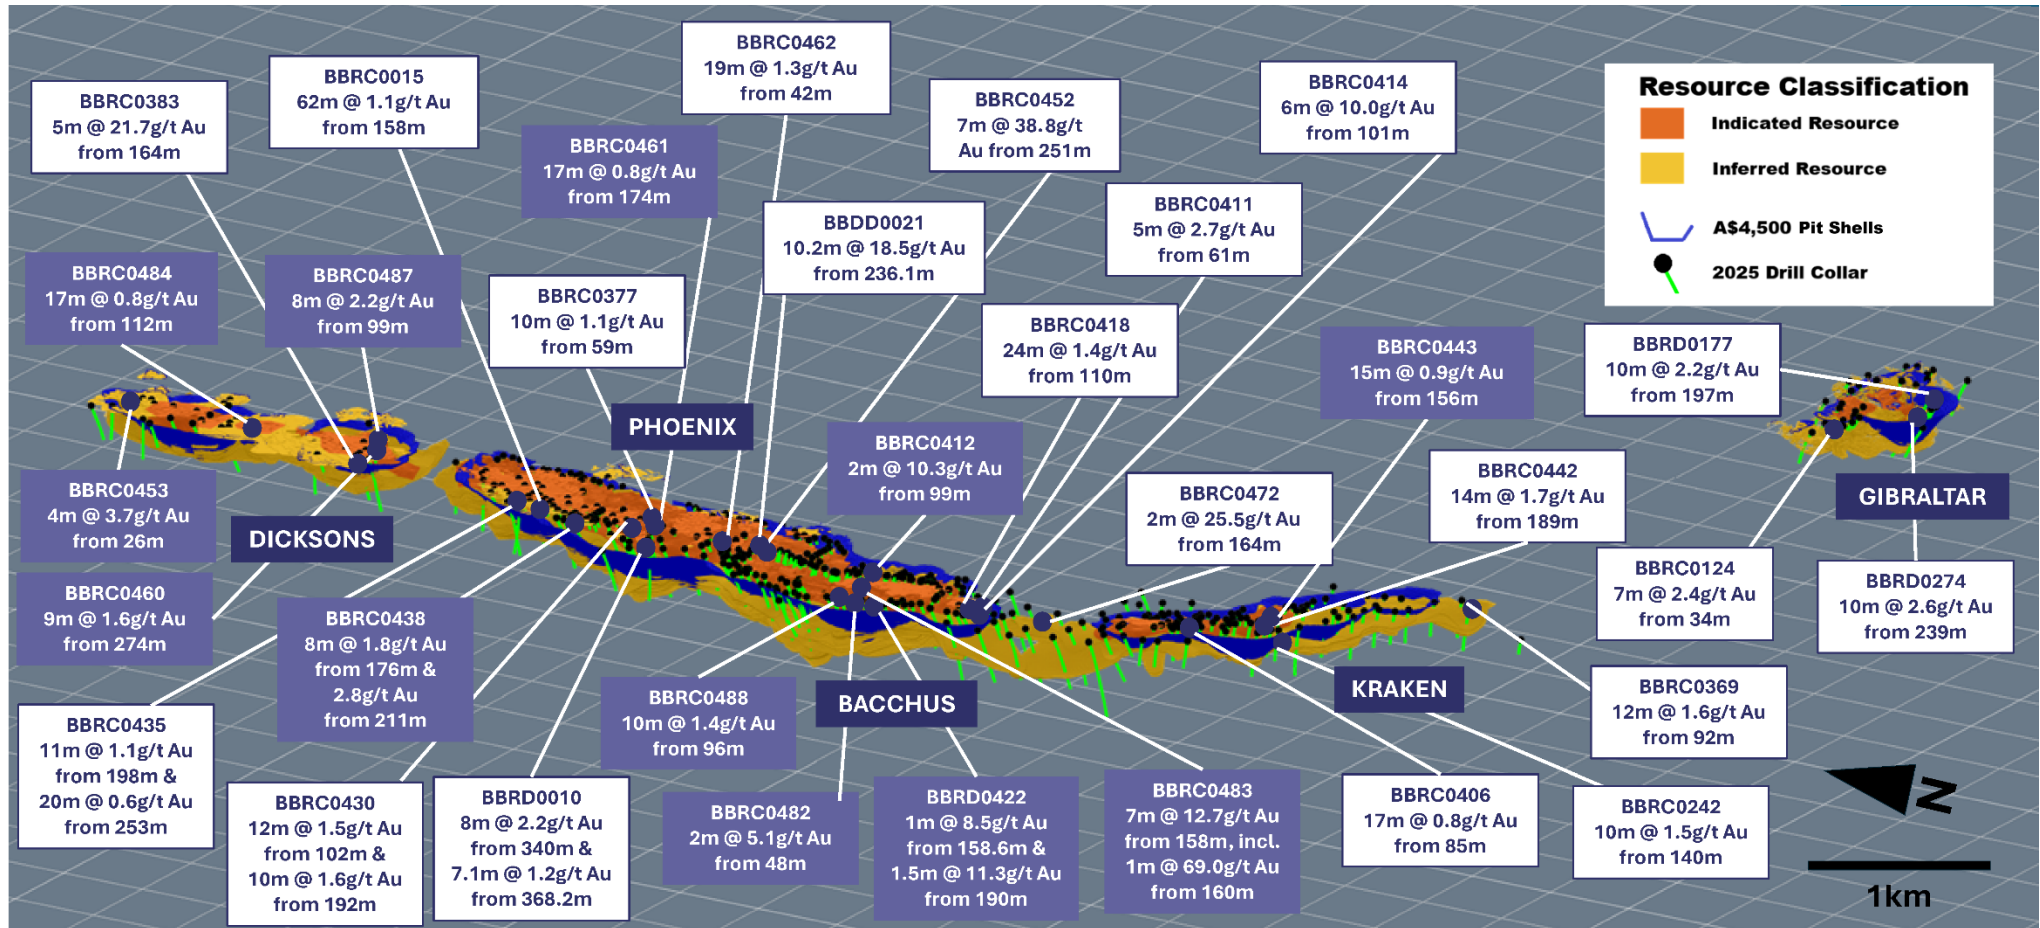 BBRC0462
19m @ 1.3g/t Au
from 42m
BBRC0015
62m @ 1.1g/t Au
from 158m
BBRC0383
5m @ 21.7g/t Au
from 164m
BBRC0461
17m @ 0.8g/t Au
from 174m
BBRC0452
7m @ 38.8g/t
Au from 251m
BBRC0414
6m @ 10.0g/t Au
from 101m
Resource Classification
Indicated Resource
Inferred Resource
A$4,500 Pit Shells
2025 Drill Collar
BBRC0411
5m @ 2.7g/t Au
from 61m
BBDD0021
10.2m @ 18.5g/t Au
from 236.1m
BBRC0484
17m @ 0.8g/t Au
from 112m
BBRC0487
8m @ 2.2g/t Au
from 99m
BBRC0377
10m @ 1.1g/t Au
from 59m
BBRC0418
24m @ 1.4g/t Au
from 110m
BBRC0443
15m @ 0.9g/t Au
from 156m
BBRD0177
10m @ 2.2g/t Au
from 197m
PHOENIX
BBRC0412
2m @ 10.3g/t Au
from 99m
BBRC0442
14m @ 1.7g/t Au
from 189m
BBRC0472
2m @ 25.5g/t Au
from 164m
GIBRALTAR
BBRC0453
4m @ 3.7g/t Au
from 26m
DICKSONS
BBRC0124
7m @ 2.4g/t Au
from 34m
BBRD0274
10m @ 2.6g/t Au
from 239m
BBRC0460
9m @ 1.6g/t Au
from 274m
BBRC0438
8m @ 1.8g/t Au
from 176m &
2.8g/t Au
from 211m
BBRC0488
10m @ 1.4g/t Au
from 96m
BACCHUS
KRAKEN
BBRC0369
12m @ 1.6g/t Au
from 92m
BBRC0435
11m @ 1.1g/t Au
from 198m &
20m @ 0.6g/t Au
from 253m
BBRC0430
12m @ 1.5g/t Au
from 102m &
10m @ 1.6g/t Au
from 192m
BBRD0010
8m @ 2.2g/t Au
from 340m &
7.1m @ 1.2g/t Au
from 368.2m
BBRC0482
2m @ 5.1g/t Au
from 48m
BBRD0422
1m @ 8.5g/t Au
from 158.6m &
1.5m @ 11.3g/t Au
from 190m
BBRC0483
7m @ 12.7g/t Au
from 158m, incl.
1m @ 69.0g/t Au
from 160m
BBRC0406
17m @ 0.8g/t Au
from 85m
BBRC0242
10m @ 1.5g/t Au
from 140m
N
1km